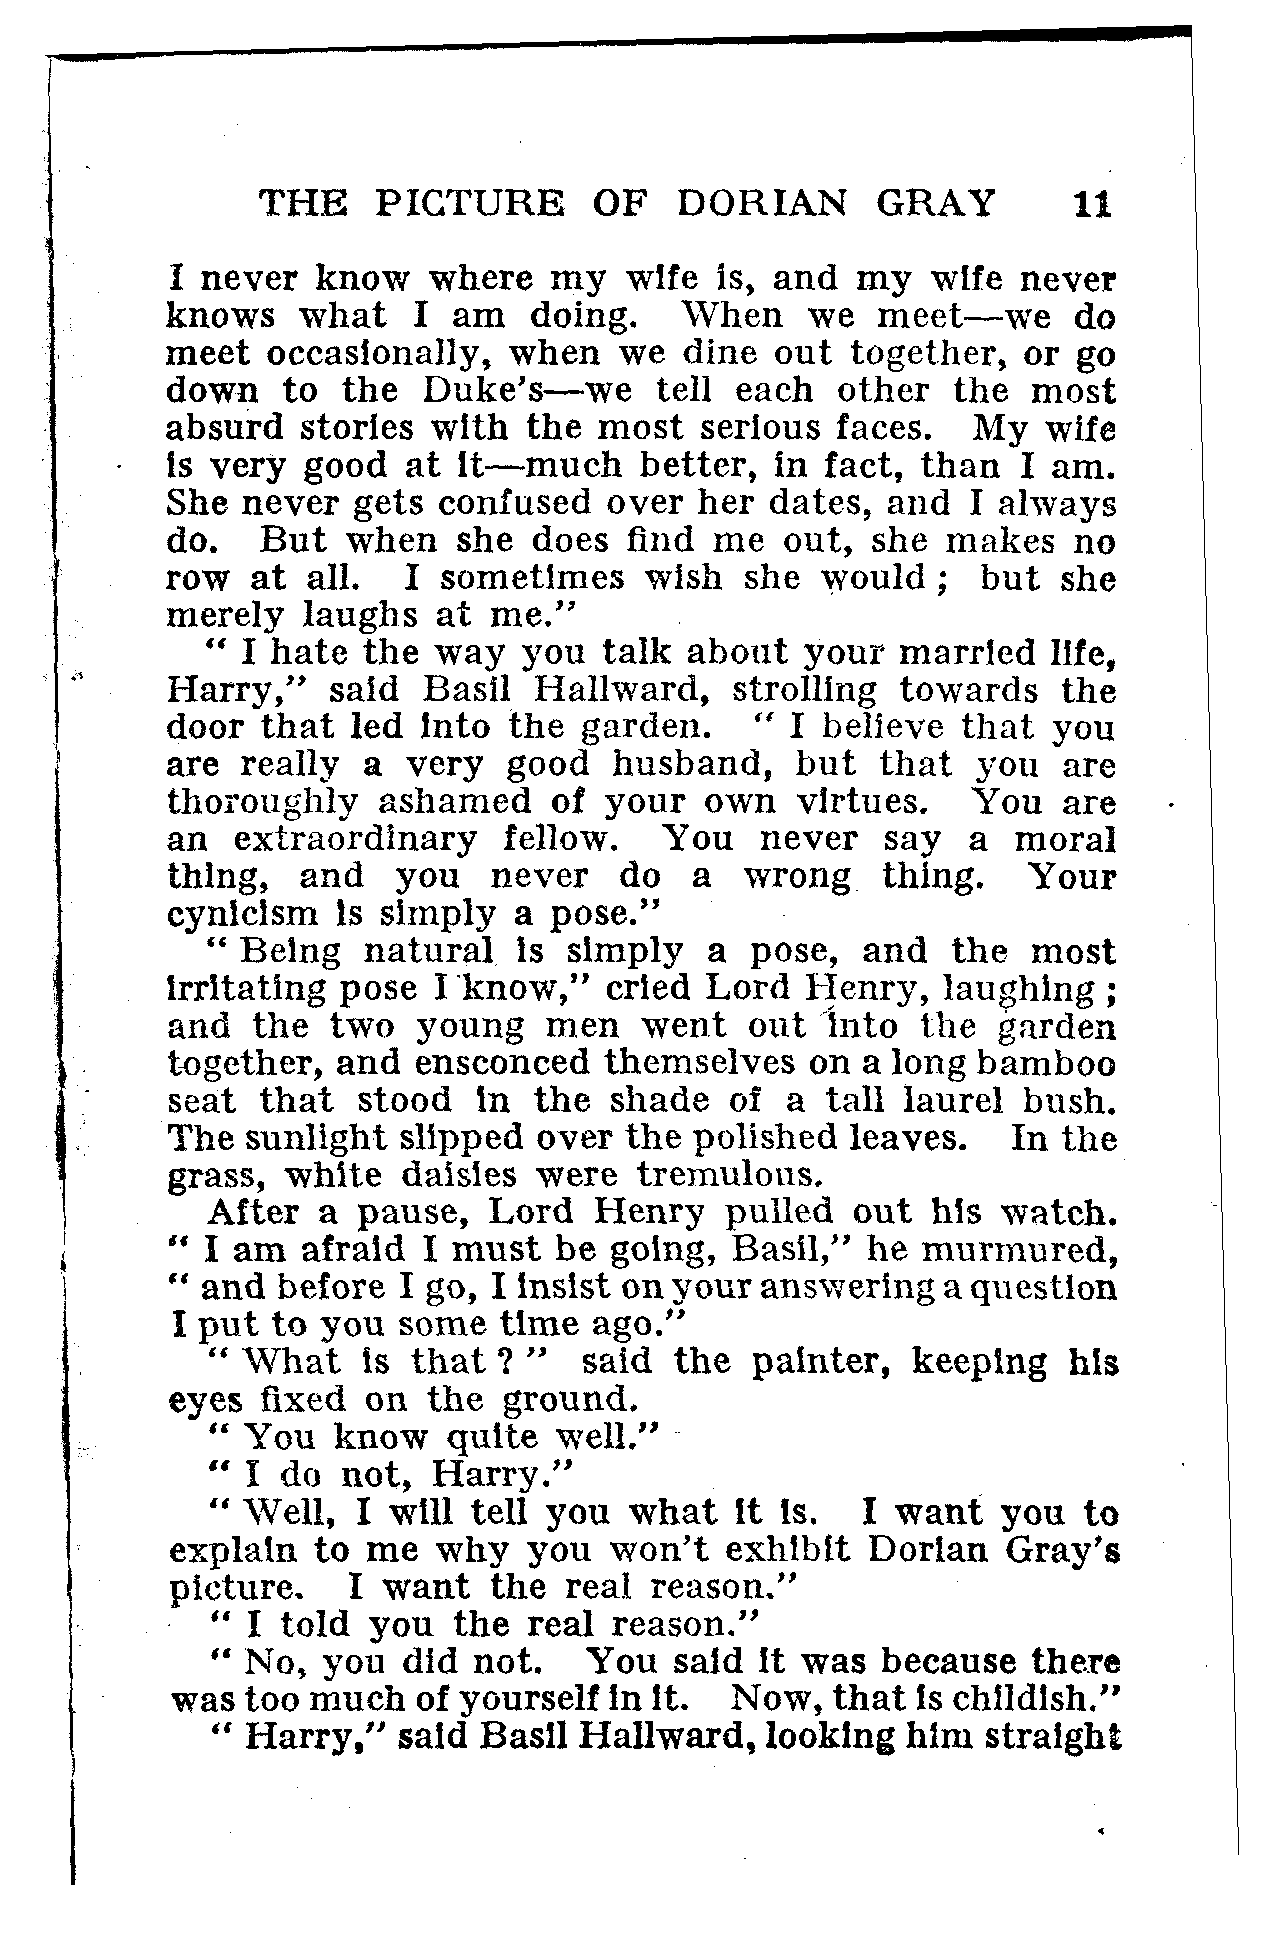 THE PICTURE OF DORIAN GRAY 11
I never know where my wife is, and my wife never
knows what I am doing. When we meet—we do
meet occasionally, when we dine out together, or go
down to the Duke's—we tell each other the most
absurd stories with the most serious faces. My wife
is very good at it—much better, in fact, than I am.
She never gets confused over her dates, and I always
do. But when she does find me out, she makes no
row at all. I sometimes wish she would ; but she
merely laughs at me."
" I hate the way you talk about your married life,
Harry," said Basil Hallward, strolling towards the
door that led into the garden. " I believe that you
are really a very good husband, but that you are
thoroughly ashamed of your own virtues. You are
an extraordinary fellow. You never say a moral
thing, and you never do a wrong thing. Your
cynicism is simply a pose."
" Being natural is simply a pose, and the most
irritating pose I know," cried Lord Henry, laughing ;
and the two young men went out into the garden
together, and ensconced themselves on a long bamboo
seat that stood in the shade of a tall laurel bush.
The sunlight slipped over the polished leaves. In the
grass, white daisies were tremulous.
After a pause, Lord Henry pulled out his watch.
" I am afraid I must be going, Basil," he murmured,
" and before I go, I insist on your answering a question
I put to you some time ago."
" What is that ? " said the painter, keeping his
eyes fixed on the ground.
" You know quite well."
" I do not, Harry."
" Well, I will tell you what it is. I want you to
explain to me why you won't exhibit Dorian Gray's
picture. I want the real reason."
" I told you the real reason."
" No, you did not. You said it was because there
was too much of yourself in it. Now, that is childish."
" Harry," said Basil Hallward, looking him straight